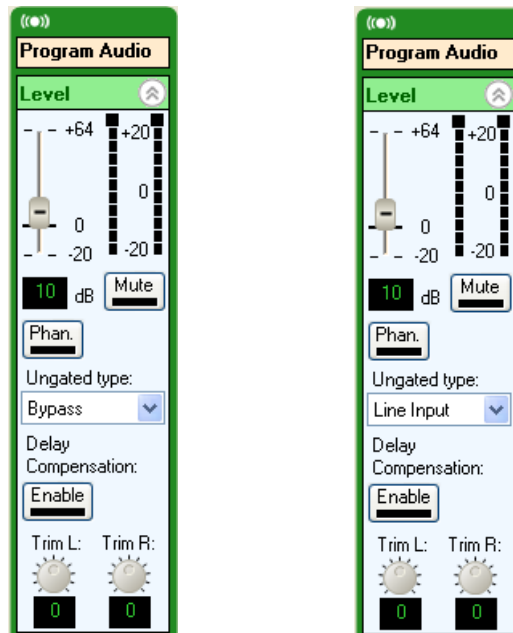 ((●))
Program Audio
Level
+64 +20
0
0
-20 -20
10 dB Mute
Phan.
Ungated type:
Bypass
Delay
Compensation:
Enable
Trim L: Trim R:
0 0
((●))
Program Audio
Level
+64 +20
0
0
-20 -20
10 dB Mute
Phan.
Ungated type:
Line Input
Delay
Compensation:
Enable
Trim L: Trim R:
0 0